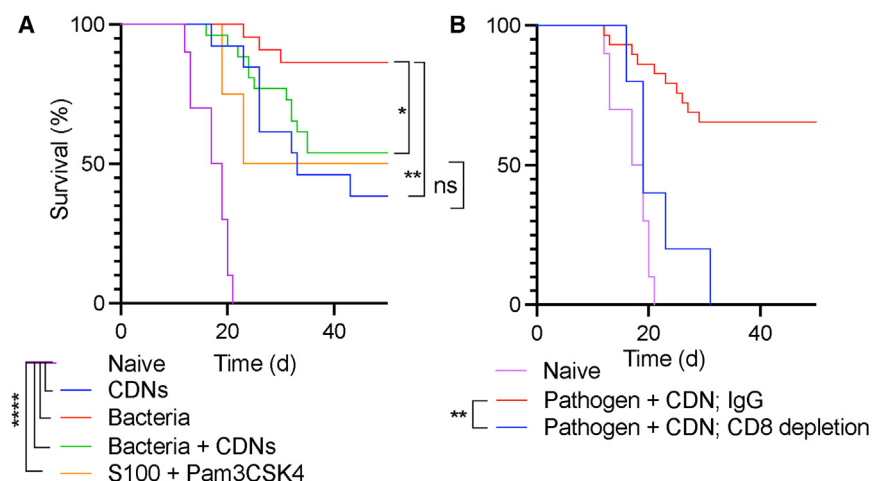 A
Survival (%)
100
50
0
0 20 40
Time (d)
*
**
ns
****
Naive
CDNs
Bacteria
Bacteria + CDNs
S100 + Pam3CSK4
B
100
50
0
0 20 40
Time (d)
Naive
**
Pathogen + CDN; IgG
Pathogen + CDN; CD8 depletion